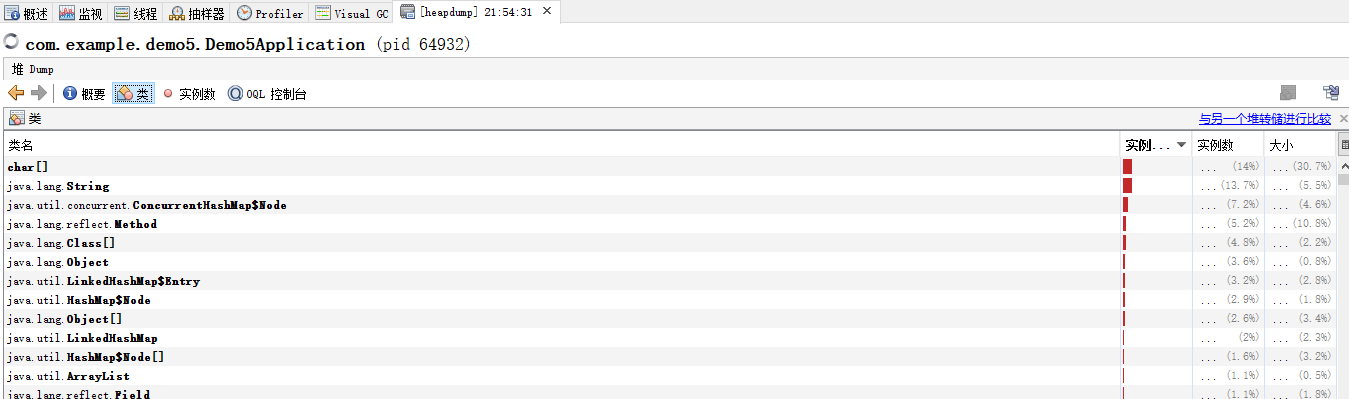 概述 监视 线程 抽样器 Profiler Visual GC [heapdump] 21:54:31 ×
com.example.demo5.Demo5Application (pid 64932)
堆 Dump
概要 类 实例数 OQL 控制台
类 与另一个堆转储进行比较 ×
类名 实例... 实例数 大小
char[] ... (14%) ... (30.7%)
java.lang.String ... (13.7%) ... (5.5%)
java.util.concurrent.ConcurrentHashMap$Node ... (7.2%) ... (4.6%)
java.lang.reflect.Method ... (5.2%) ... (10.8%)
java.lang.Class[] ... (4.8%) ... (2.2%)
java.lang.Object ... (3.6%) ... (0.8%)
java.util.LinkedHashMap$Entry ... (3.2%) ... (2.8%)
java.util.HashMap$Node ... (2.9%) ... (1.8%)
java.lang.Object[] ... (2.6%) ... (3.4%)
java.util.LinkedHashMap ... (2%) ... (2.3%)
java.util.HashMap$Node[] ... (1.6%) ... (3.2%)
java.util.ArrayList ... (1.1%) ... (0.5%)
java.lang.reflect.Field ... (1.1%) ... (1.8%)